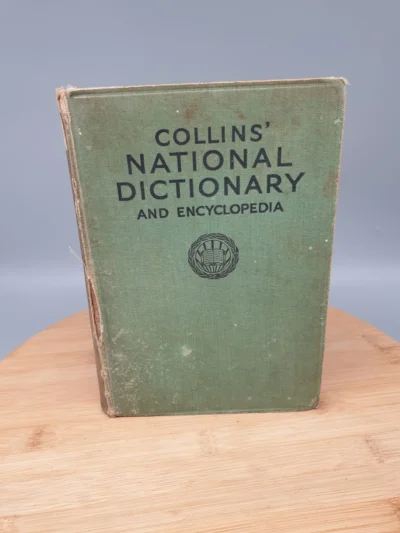 COLLINS'
NATIONAL
DICTIONARY
AND ENCYCLOPEDIA